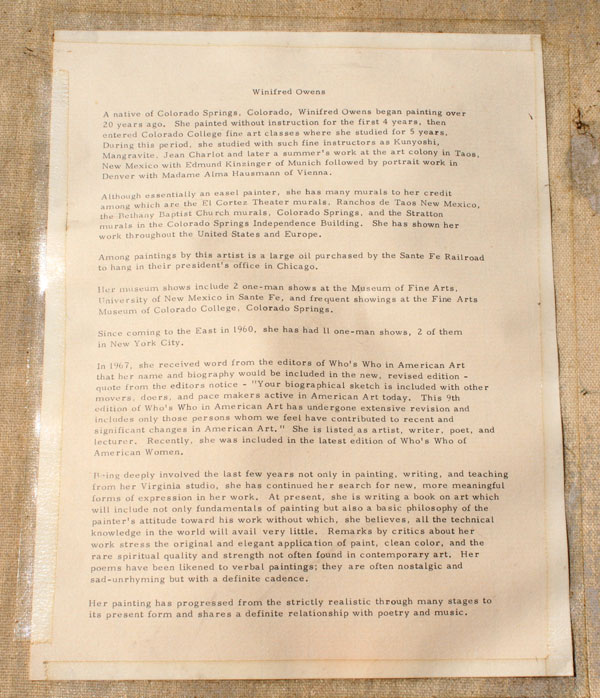 Winifred Owens
A native of Colorado Springs, Colorado, Winifred Owens began painting over
20 years ago. She painted without instruction for the first 4 years, then
entered Colorado College fine art classes where she studied for 5 years.
During this period, she studied with such fine instructors as Kunyoshi,
Mangravite, Jean Charlot and later a summer's work at the art colony in Taos,
New Mexico with Edmund Kinzinger of Munich followed by portrait work in
Denver with Madame Alma Hausmann of Vienna.
Although essentially an easel painter, she has many murals to her credit
among which are the El Cortez Theater murals, Ranchos de Taos New Mexico,
the Bethany Baptist Church murals, Colorado Springs, and the Stratton
murals in the Colorado Springs Independence Building. She has shown her
work throughout the United States and Europe.
Among paintings by this artist is a large oil purchased by the Sante Fe Railroad
to hang in their president's office in Chicago.
Her museum shows include 2 one-man shows at the Museum of Fine Arts,
University of New Mexico in Sante Fe, and frequent showings at the Fine Arts
Museum of Colorado College, Colorado Springs.
Since coming to the East in 1960, she has had 11 one-man shows, 2 of them
in New York City.
In 1967, she received word from the editors of Who's Who in American Art
that her name and biography would be included in the new, revised edition -
quote from the editors notice - "Your biographical sketch is included with other
movers, doers, and pace makers active in American Art today. This 9th
edition of Who's Who in American Art has undergone extensive revision and
includes only those persons whom we feel have contributed to recent and
significant changes in American Art." She is listed as artist, writer, poet, and
lecturer. Recently, she was included in the latest edition of Who's Who of
American Women.
Being deeply involved the last few years not only in painting, writing, and teaching
from her Virginia studio, she has continued her search for new, more meaningful
forms of expression in her work. At present, she is writing a book on art which
will include not only fundamentals of painting but also a basic philosophy of the
painter's attitude toward his work without which, she believes, all the technical
knowledge in the world will avail very little. Remarks by critics about her
work stress the original and elegant application of paint, clean color, and the
rare spiritual quality and strength not often found in contemporary art. Her
poems have been likened to verbal paintings; they are often nostalgic and
sad-unrhyming but with a definite cadence.
Her painting has progressed from the strictly realistic through many stages to
its present form and shares a definite relationship with poetry and music.